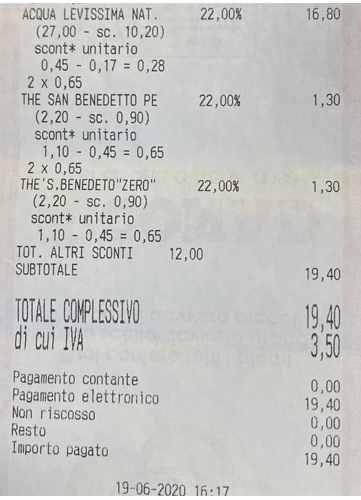 ACQUA LEVISSIMA NAT. 22,00% 16,80
(27,00 - sc. 10,20)
scont* unitario
0,45 - 0,17 = 0,28
2 x 0,65
THE SAN BENEDETTO PE 22,00% 1,30
(2,20 - sc. 0,90)
scont* unitario
1,10 - 0,45 = 0,65
2 x 0,65
THE'S.BENEDETO"ZERO" 22,00% 1,30
(2,20 - sc. 0,90)
scont* unitario
1,10 - 0,45 = 0,65
TOT. ALTRI SCONTI 12,00
SUBTOTALE 19,40
TOTALE COMPLESSIVO 19,40
di cui IVA 3,50
Pagamento contante 0,00
Pagamento elettronico 19,40
Non riscosso 0,00
Resto 0,00
Importo pagato 19,40
19-06-2020 16:17